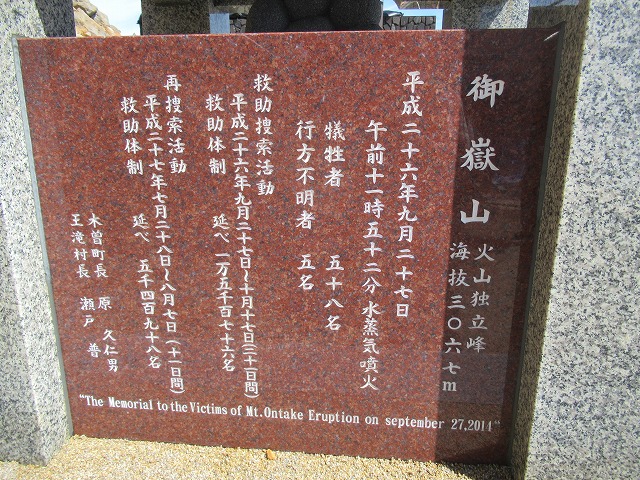 御嶽山
火山独立峰
海抜三〇六七m
平成二十六年九月二十七日
午前十一時五十二分 水蒸気噴火
犠牲者 五十八名
行方不明者 五名
救助捜索活動
平成二十六年九月二十七日～十月十七日(二十一日間)
救助体制 延べ 一万五千百七十六名
再捜索活動
平成二十七年七月二十八日～八月七日(十一日間)
救助体制 延べ 五千四百九十八名
木曽町長 原 久仁男
王滝村長 瀬戸 普
"The Memorial to the Victims of Mt.Ontake Eruption on september 27,2014"